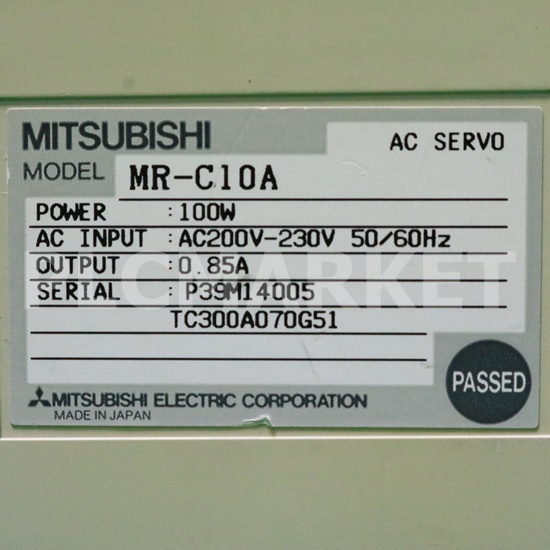 MITSUBISHI
AC SERVO
MODEL MR-C10A
POWER : 100W
AC INPUT : AC200V-230V 50/60Hz
OUTPUT : 0.85A
SERIAL : P39M14005
TC300A070G51
PASSED
MITSUBISHI ELECTRIC CORPORATION
MADE IN JAPAN